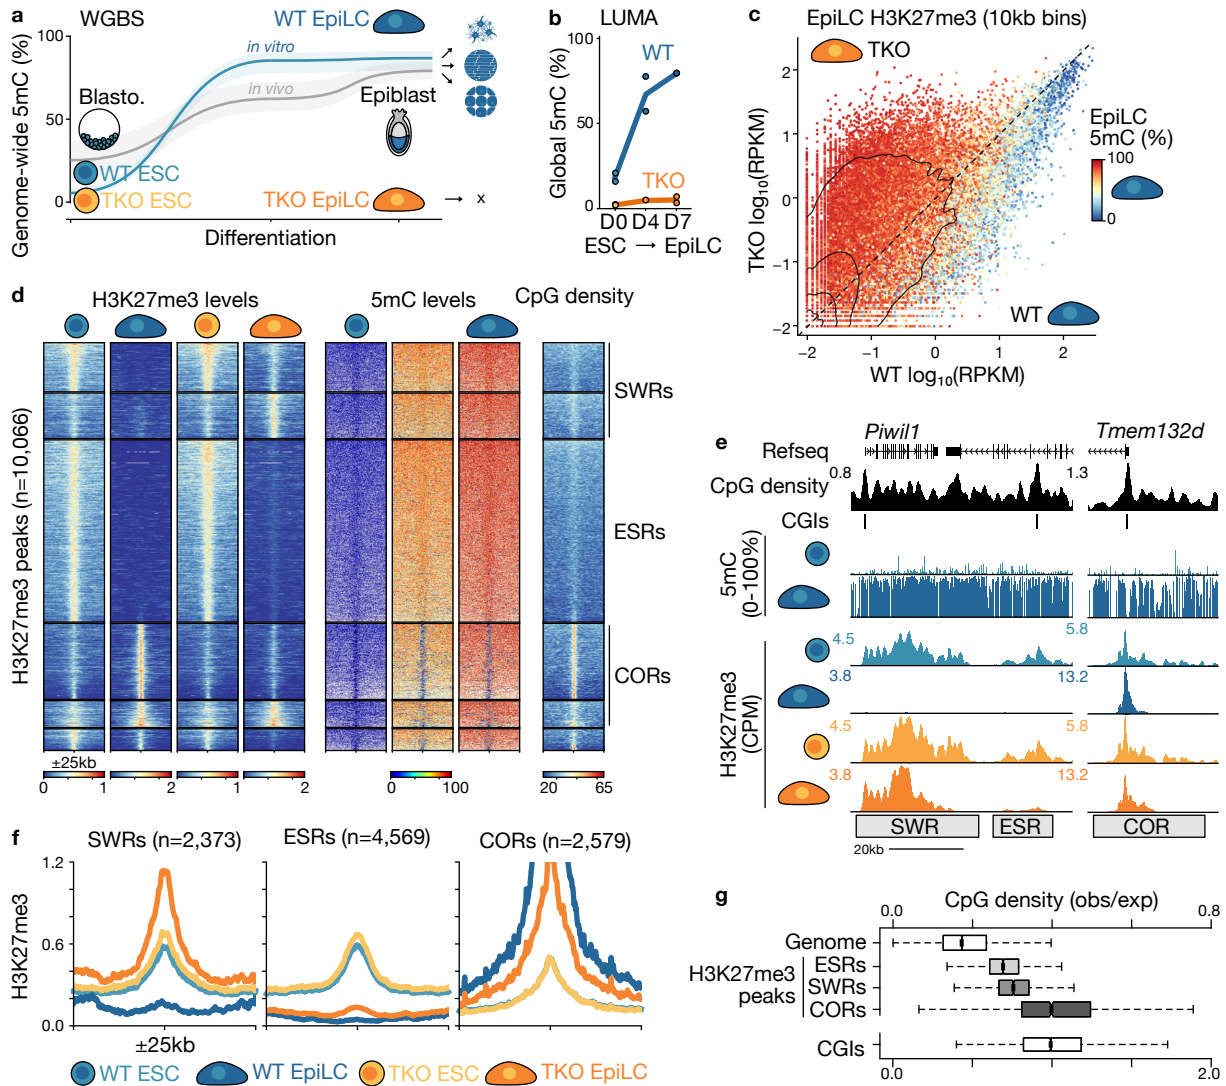 a
WGBS
Genome-wide 5mC (%)
100
50
0
WT EpiLC
in vitro
in vivo
Blasto.
Epiblast
WT ESC
TKO ESC
TKO EpiLC
x
Differentiation
b
LUMA
Global 5mC (%)
100
50
0
WT
TKO
D0 D4 D7
ESC → EpiLC
c
EpiLC H3K27me3 (10kb bins)
TKO
TKO log10(RPKM)
2
1
0
−1
−2
WT
−2 −1 0 1 2
WT log10(RPKM)
EpiLC
5mC (%)
100
0
d
H3K27me3 levels
5mC levels
CpG density
H3K27me3 peaks (n=10,066)
SWRs
ESRs
CORs
±25kb
0 1 2 1 2
0 100
20 65
e
Piwil1
Tmem132d
Refseq
0.8
1.3
CpG density
CGIs
5mC
(0-100%)
H3K27me3
(CPM)
4.5
5.8
3.8
13.2
4.5
5.8
3.8
13.2
SWR
ESR
COR
20kb
f
SWRs (n=2,373)
ESRs (n=4,569)
CORs (n=2,579)
H3K27me3
1.2
0.6
0.0
±25kb
WT ESC
WT EpiLC
TKO ESC
TKO EpiLC
g
CpG density (obs/exp)
0.0
0.8
Genome
H3K27me3
peaks
ESRs
SWRs
CORs
CGIs
0.0
2.0